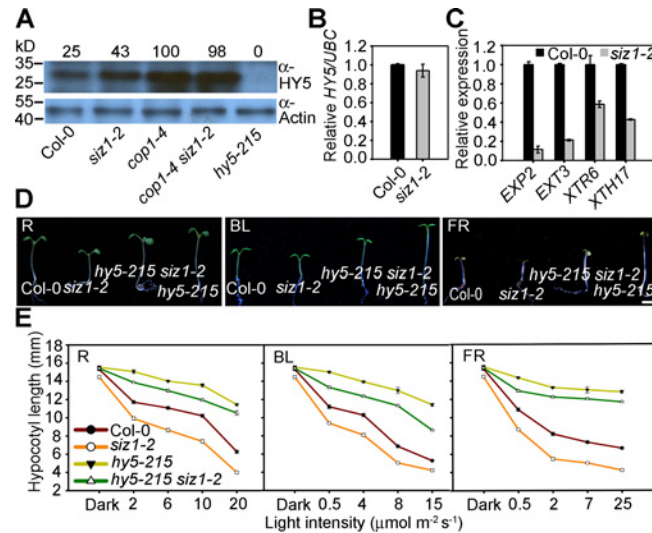 A
kD 25 43 100 98 0
35
25
α-
HY5
55
40
α-
Actin
Col-0 siz1-2 cop1-4 cop1-4 siz1-2 hy5-215
B
Relative HY5/UBC
1.2
1.0
0.8
0.6
0.4
0.2
0
Col-0 siz1-2
C
Col-0 siz1-2
Relative expression
1.2
1.0
0.8
0.6
0.4
0.2
0
EXP2 EXT3 XTR6 XTH17
D
R
Col-0 siz1-2 hy5-215 siz1-2 hy5-215
BL
Col-0 siz1-2 hy5-215 siz1-2 hy5-215
FR
Col-0 siz1-2 hy5-215 siz1-2 hy5-215
E
Hypocotyl length (mm)
18
16
14
12
10
8
6
4
2
R
Col-0
siz1-2
hy5-215
hy5-215 siz1-2
Dark 2 6 10 20
BL
Dark 0.5 4 8 15
FR
Dark 0.5 2 7 25
Light intensity (μmol m⁻² s⁻¹)